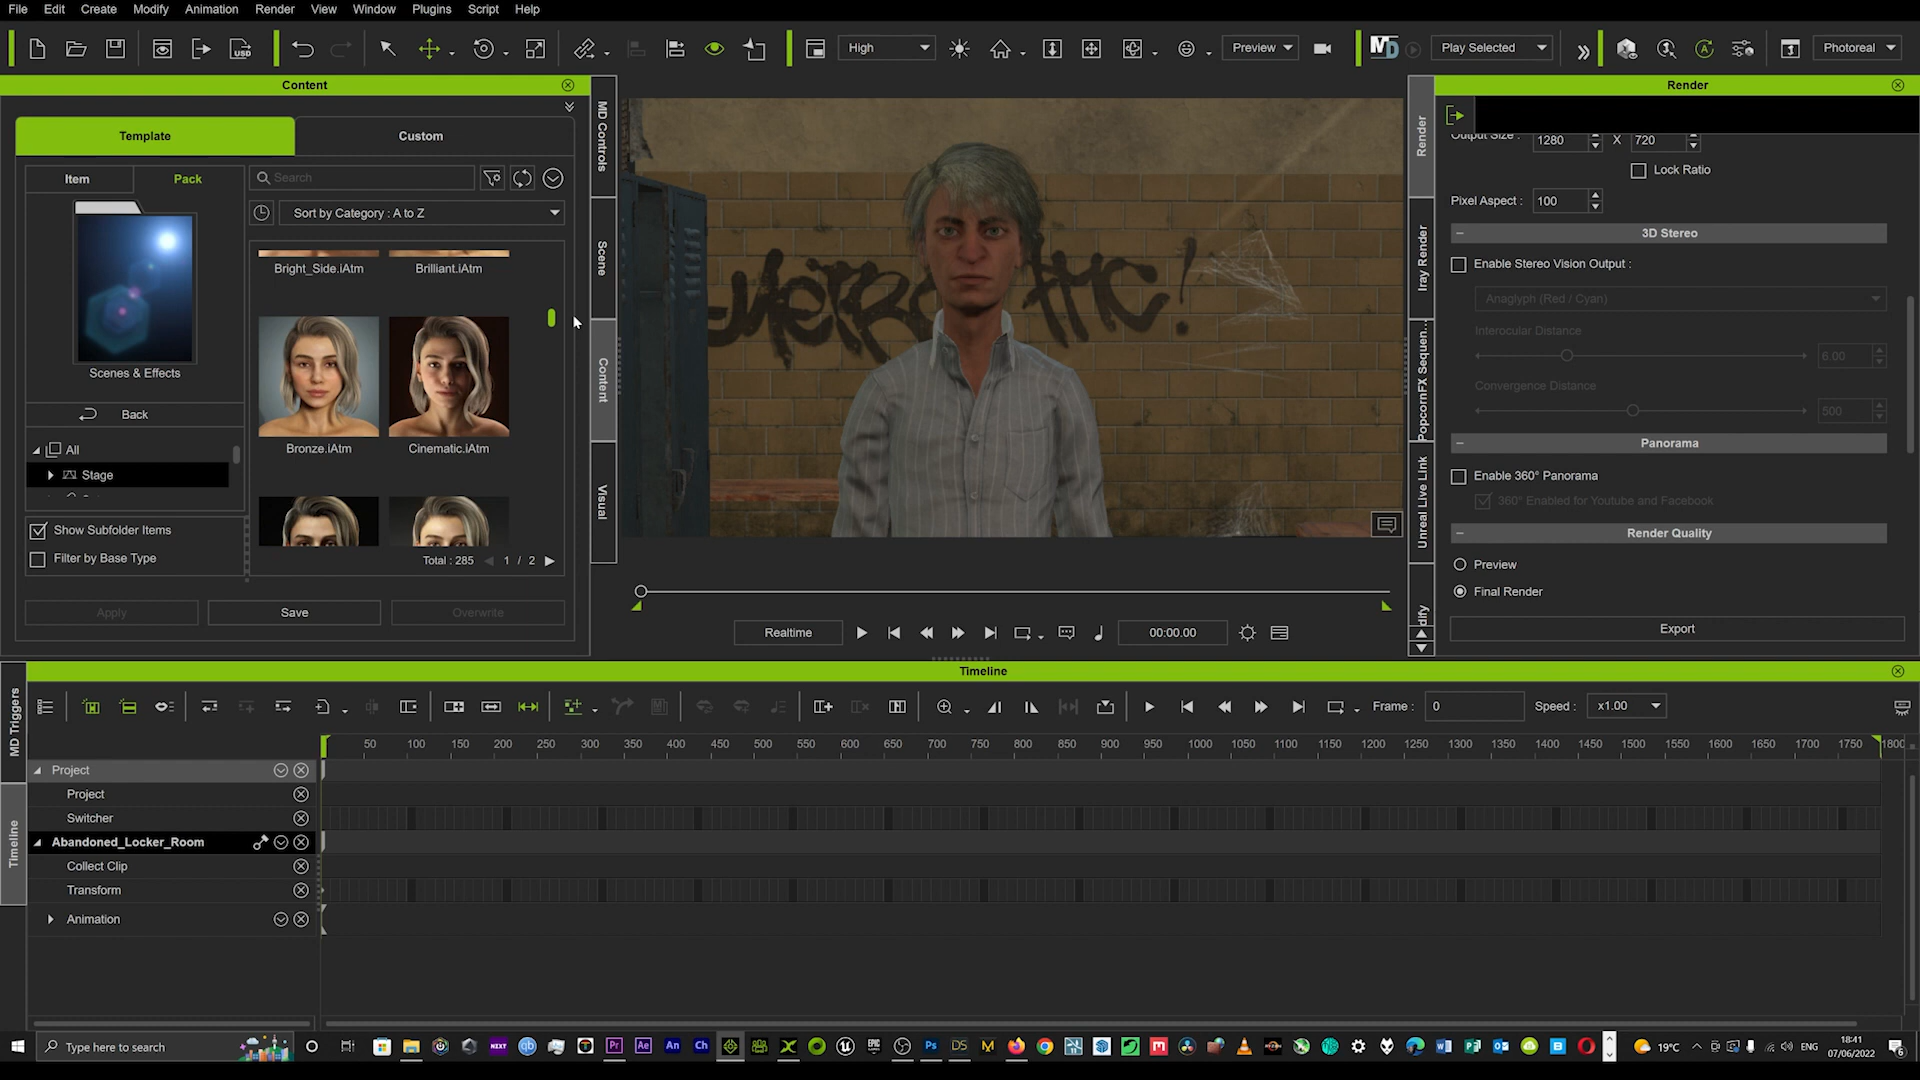 File Edit Create Modify Animation Render View Window Plugins Script Help
High Preview Play Selected Photoreal
Content
Template Custom
Item Pack
Search
Sort by Category : A to Z
Scenes & Effects
Back
All
Stage
Show Subfolder Items
Filter by Base Type
Bright_Side.iAtm Brilliant.iAtm
Bronze.iAtm Cinematic.iAtm
Total : 285 1 / 2
Apply Save Overwrite
MD Controls
Scene
Content
Visual
Realtime 00:00.00
Render
Iray Render
PopcornFX Sequen...
Unreal Live Link
dify
Render
Output Size : 1280 X 720
Lock Ratio
Pixel Aspect : 100
3D Stereo
Enable Stereo Vision Output :
Anaglyph (Red / Cyan)
Interocular Distance
6.00
Convergence Distance
500
Panorama
Enable 360° Panorama
360° Enabled for Youtube and Facebook
Render Quality
Preview
Final Render
Export
Timeline
MD Triggers
Timeline
Frame : 0 Speed : x1.00
50 100 150 200 250 300 350 400 450 500 550 600 650 700 750 800 850 900 950 1000 1050 1100 1150 1200 1250 1300 1350 1400 1450 1500 1550 1600 1650 1700 1750 1800
Project
Project
Switcher
Abandoned_Locker_Room
Collect Clip
Transform
Animation
Type here to search
19°C ENG
18:41
07/06/2022